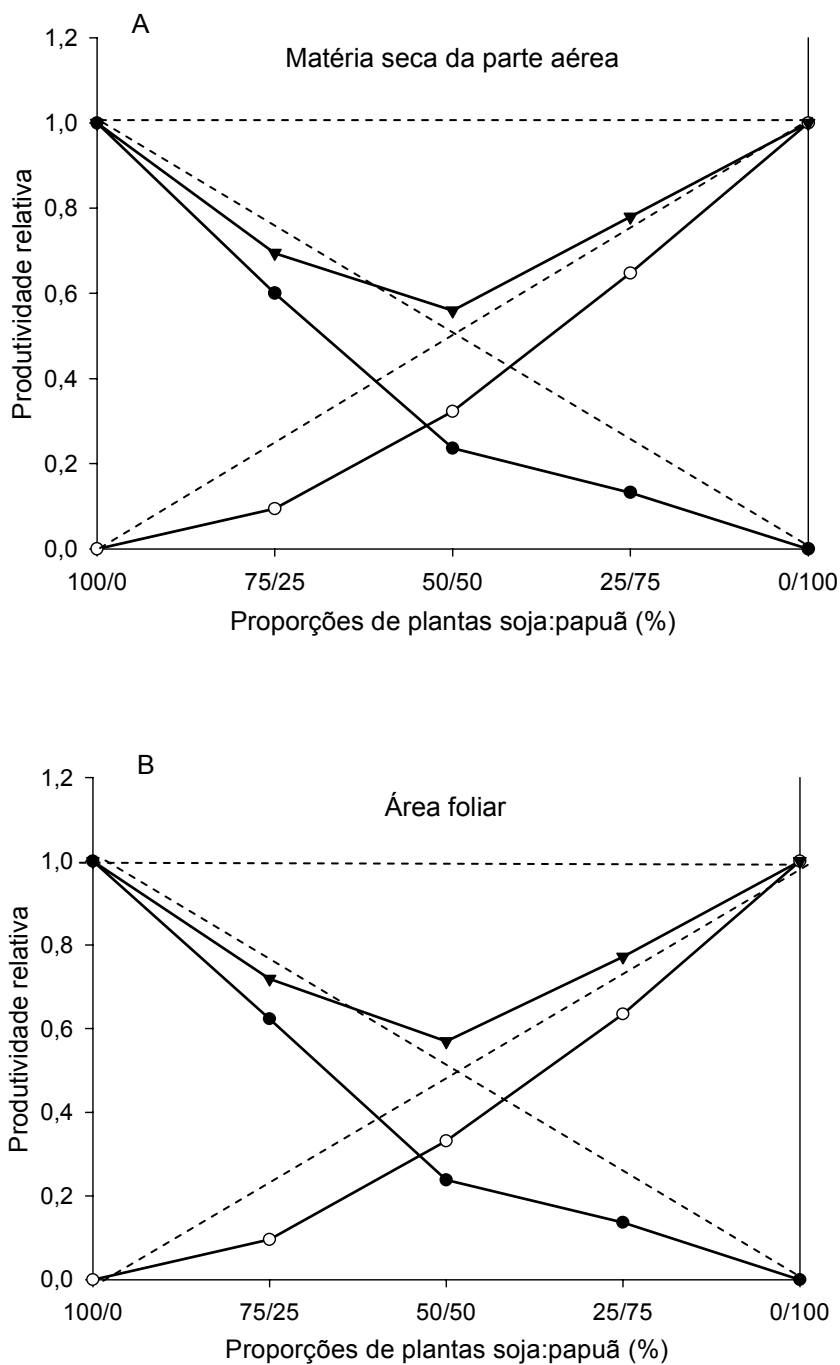 A
Matéria seca da parte aérea
Produtividade relativa
1,2
1,0
0,8
0,6
0,4
0,2
0,0
100/0 75/25 50/50 25/75 0/100
Proporções de plantas soja:papuã (%)
B
Área foliar
Produtividade relativa
1,2
1,0
0,8
0,6
0,4
0,2
0,0
100/0 75/25 50/50 25/75 0/100
Proporções de plantas soja:papuã (%)